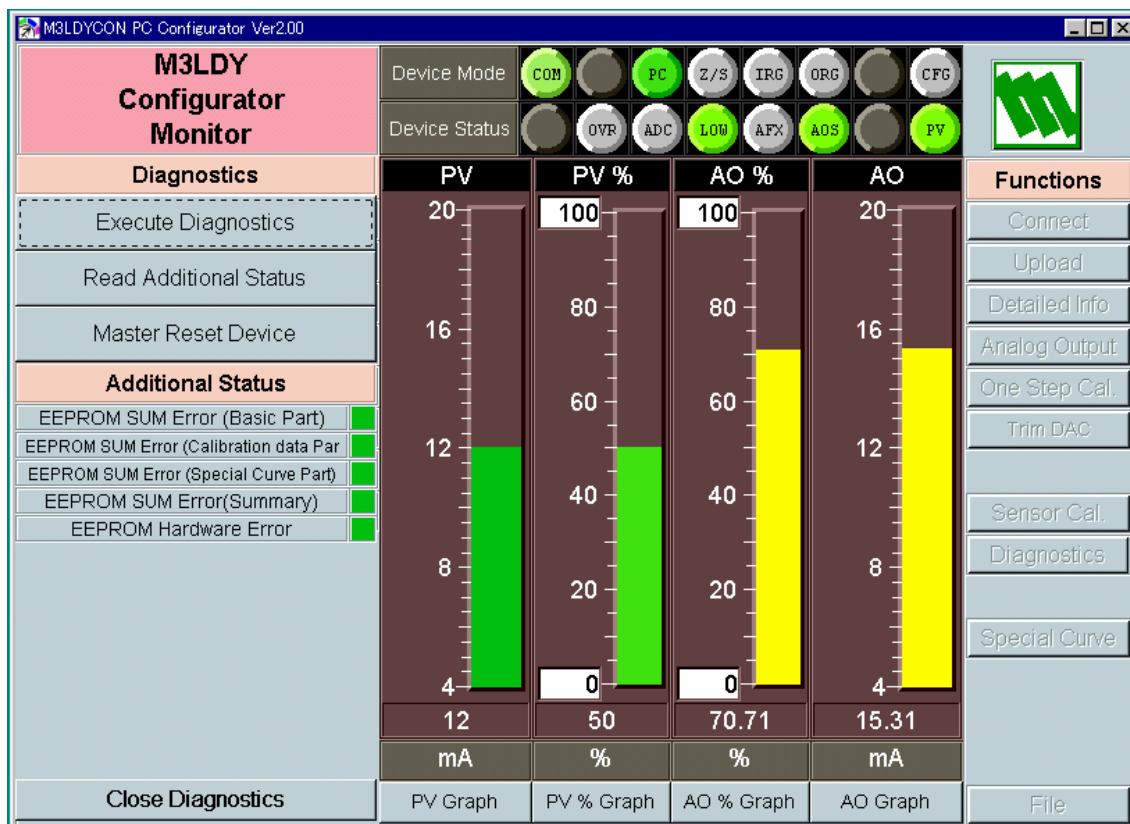 M3LDYCON PC Configurator Ver2.00
M3LDY
Configurator
Monitor
Device Mode
COM
PC
Z/S
IRG
ORG
CFG
Device Status
OVR
ADC
LOW
AFX
AOS
PV
Diagnostics
Execute Diagnostics
Read Additional Status
Master Reset Device
Additional Status
EEPROM SUM Error (Basic Part)
EEPROM SUM Error (Calibration data Par
EEPROM SUM Error (Special Curve Part)
EEPROM SUM Error(Summary)
EEPROM Hardware Error
Close Diagnostics
PV
20
16
12
8
4
12
mA
PV Graph
PV %
100
80
60
40
20
0
50
%
PV % Graph
AO %
100
80
60
40
20
0
70.71
%
AO % Graph
AO
20
16
12
8
4
15.31
mA
AO Graph
Functions
Connect
Upload
Detailed Info
Analog Output
One Step Cal.
Trim DAC
Sensor Cal.
Diagnostics
Special Curve
File